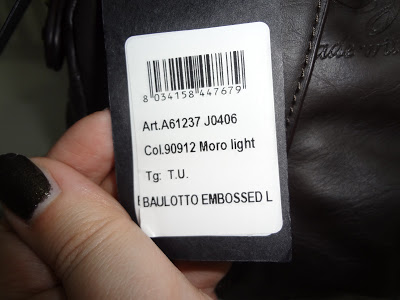 8 034158 447679
Art.A61237 J0406
Col.90912 Moro light
Tg: T.U.
BAULOTTO EMBOSSED L